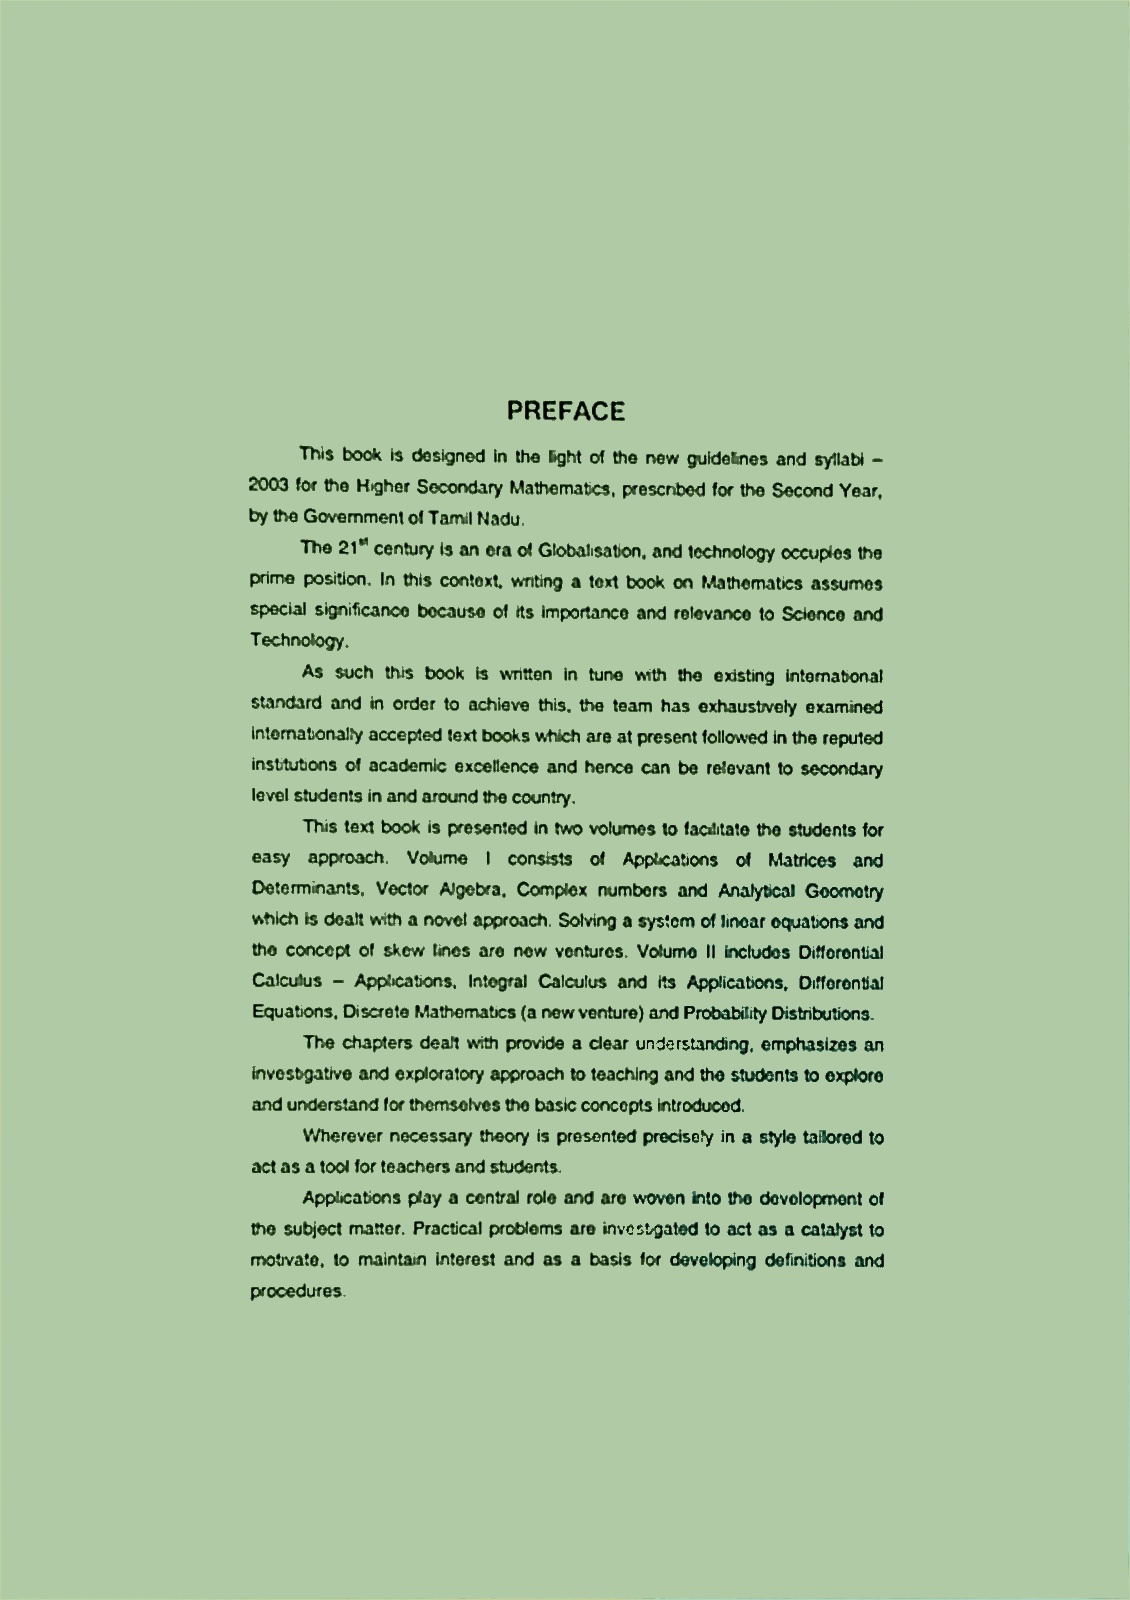 PREFACE
This book is designed in the light of the new guidelines and syllabi –
2003 for the Higher Secondary Mathematics, prescribed for the Second Year,
by the Government of Tamil Nadu.
The 21st century is an era of Globalisation, and technology occupies the
prime position. In this context, writing a text book on Mathematics assumes
special significance because of its importance and relevance to Science and
Technology.
As such this book is written in tune with the existing international
standard and in order to achieve this, the team has exhaustively examined
internationally accepted text books which are at present followed in the reputed
institutions of academic excellence and hence can be relevant to secondary
level students in and around the country.
This text book is presented in two volumes to facilitate the students for
easy approach. Volume I consists of Applications of Matrices and
Determinants, Vector Algebra, Complex numbers and Analytical Geometry
which is dealt with a novel approach. Solving a system of linear equations and
the concept of skew lines are new ventures. Volume II includes Differential
Calculus – Applications, Integral Calculus and its Applications, Differential
Equations, Discrete Mathematics (a new venture) and Probability Distributions.
The chapters dealt with provide a clear understanding, emphasizes an
investigative and exploratory approach to teaching and the students to explore
and understand for themselves the basic concepts introduced.
Wherever necessary theory is presented precisely in a style tailored to
act as a tool for teachers and students.
Applications play a central role and are woven into the development of
the subject matter. Practical problems are investigated to act as a catalyst to
motivate, to maintain interest and as a basis for developing definitions and
procedures.